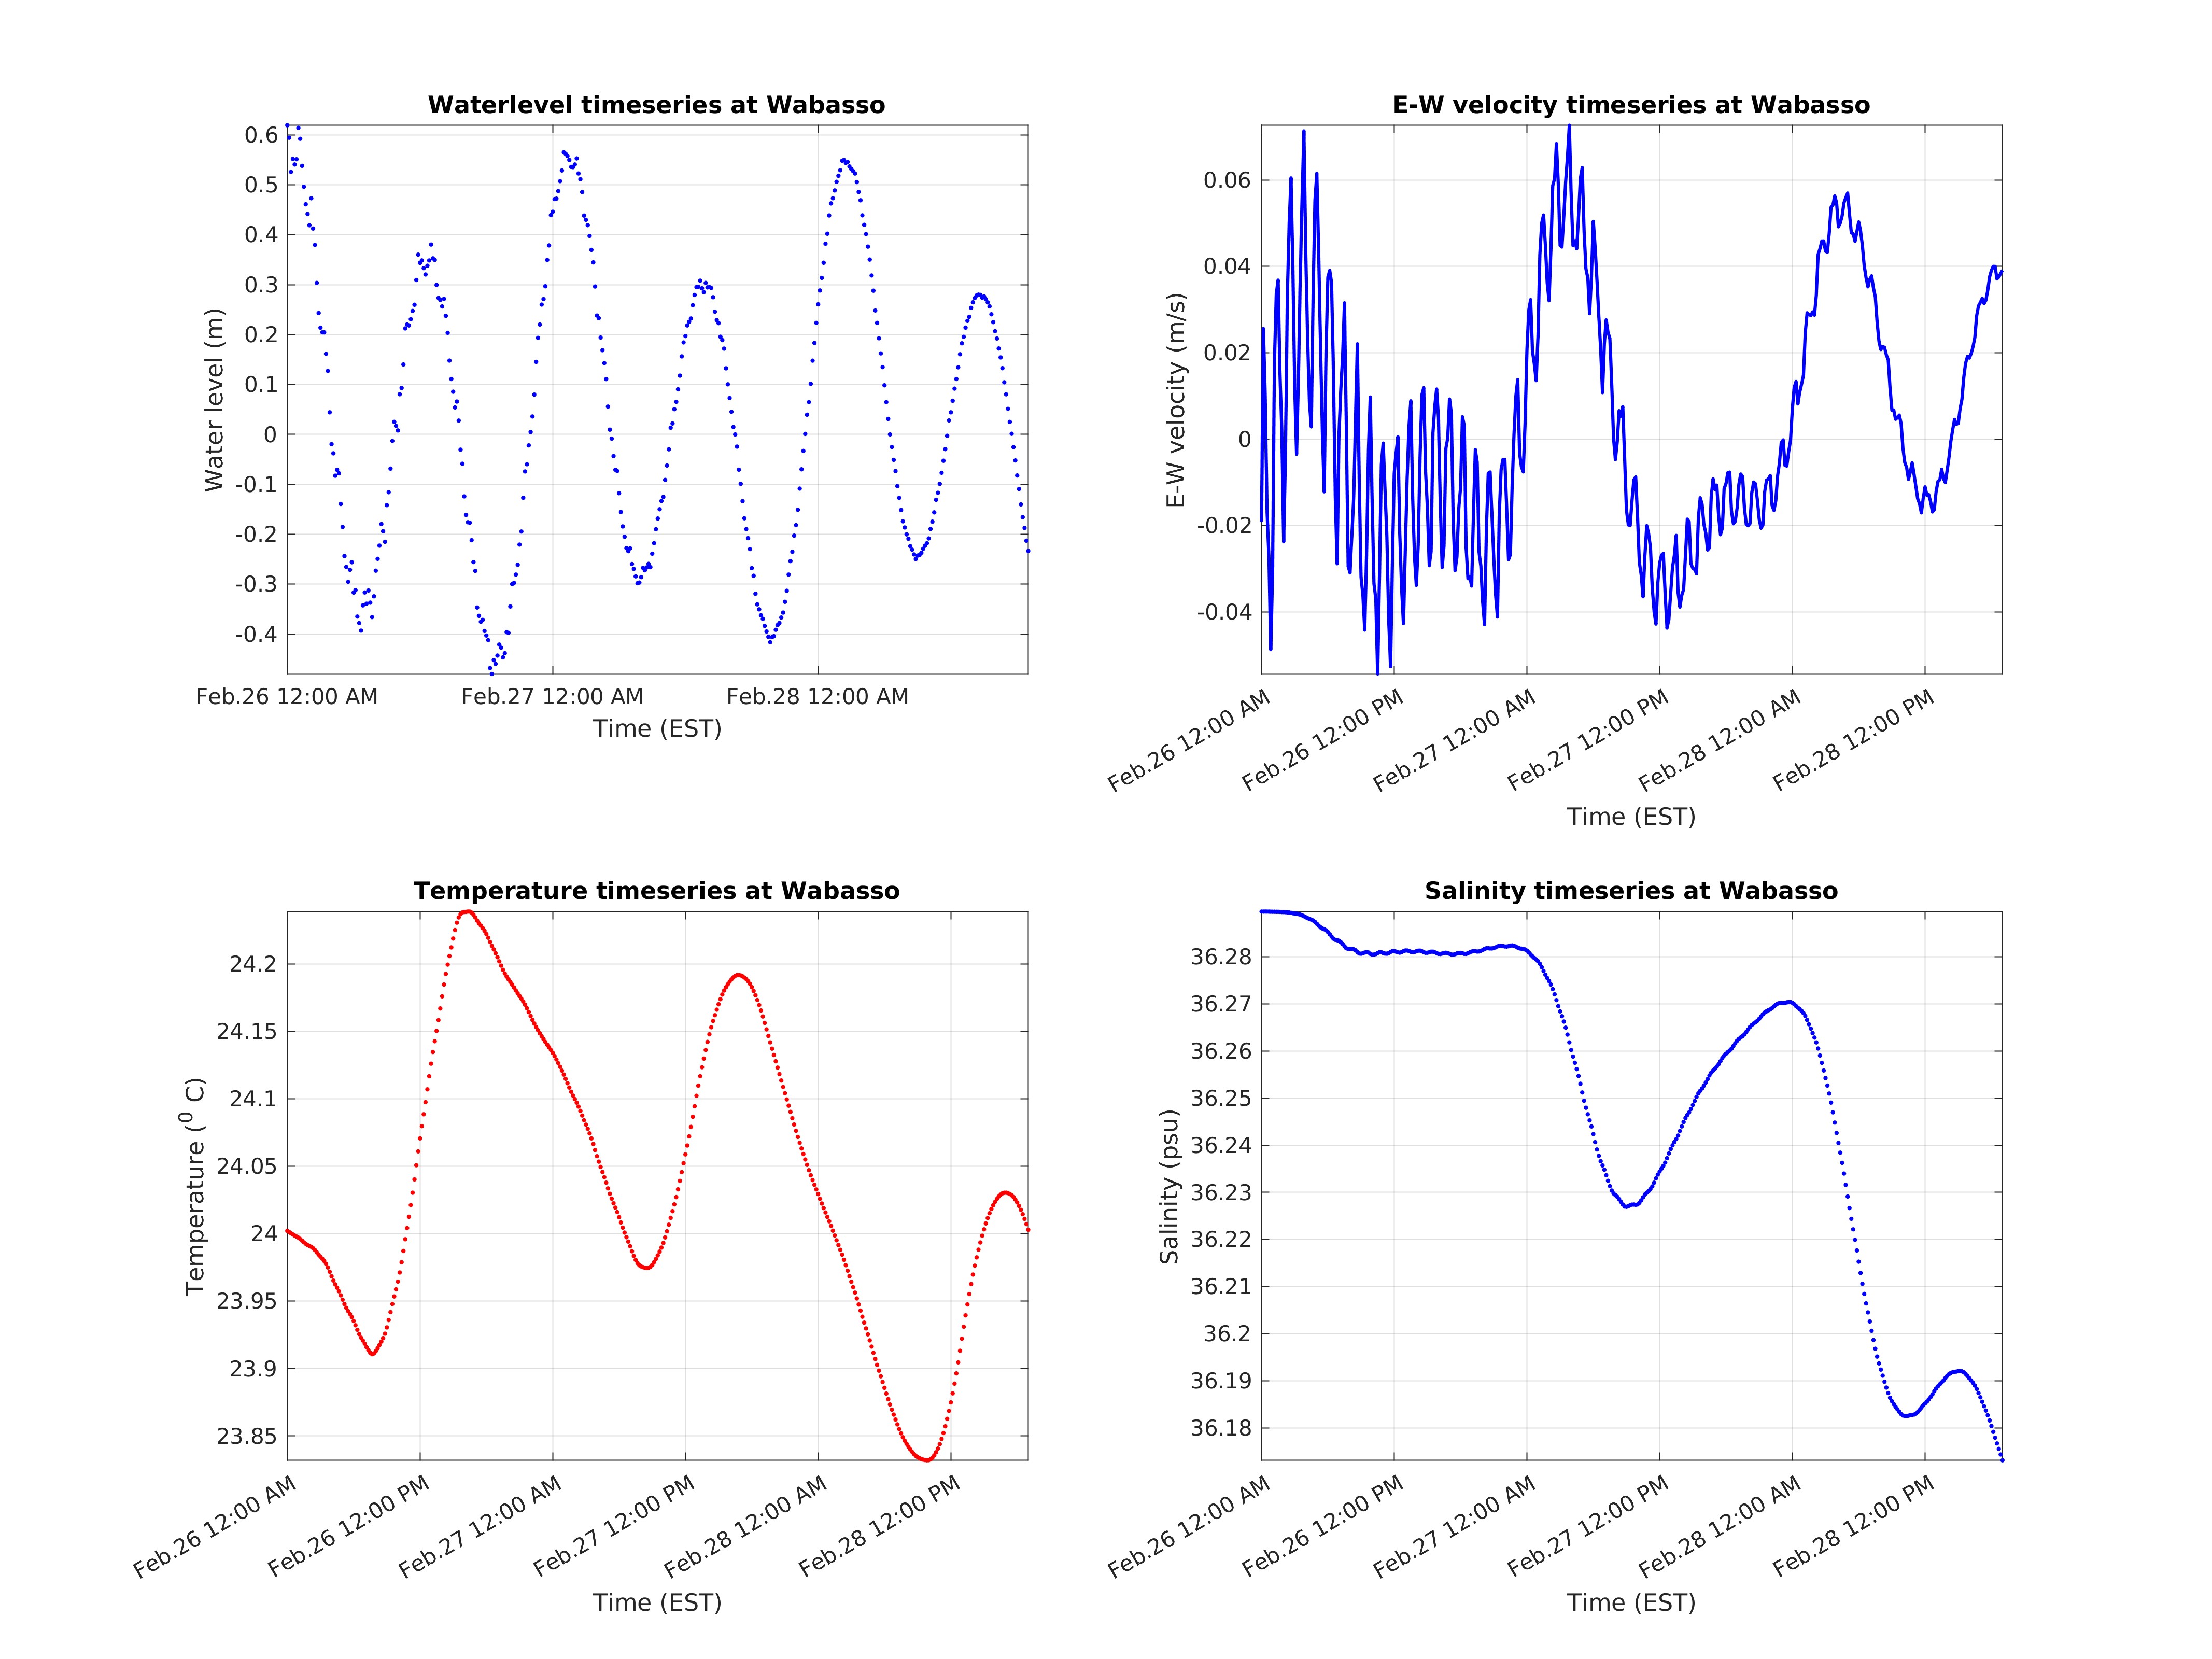 Waterlevel timeseries at Wabasso
0.6
0.5
0.4
0.3
0.2
0.1
0
-0.1
-0.2
-0.3
-0.4
Water level (m)
Feb.26 12:00 AM
Feb.27 12:00 AM
Feb.28 12:00 AM
Time (EST)
E-W velocity timeseries at Wabasso
0.06
0.04
0.02
0
-0.02
-0.04
E-W velocity (m/s)
Feb.26 12:00 AM
Feb.26 12:00 PM
Feb.27 12:00 AM
Feb.27 12:00 PM
Feb.28 12:00 AM
Feb.28 12:00 PM
Time (EST)
Temperature timeseries at Wabasso
24.2
24.15
24.1
24.05
24
23.95
23.9
23.85
Temperature (⁰ C)
Feb.26 12:00 AM
Feb.26 12:00 PM
Feb.27 12:00 AM
Feb.27 12:00 PM
Feb.28 12:00 AM
Feb.28 12:00 PM
Time (EST)
Salinity timeseries at Wabasso
36.28
36.27
36.26
36.25
36.24
36.23
36.22
36.21
36.2
36.19
36.18
Salinity (psu)
Feb.26 12:00 AM
Feb.26 12:00 PM
Feb.27 12:00 AM
Feb.27 12:00 PM
Feb.28 12:00 AM
Feb.28 12:00 PM
Time (EST)